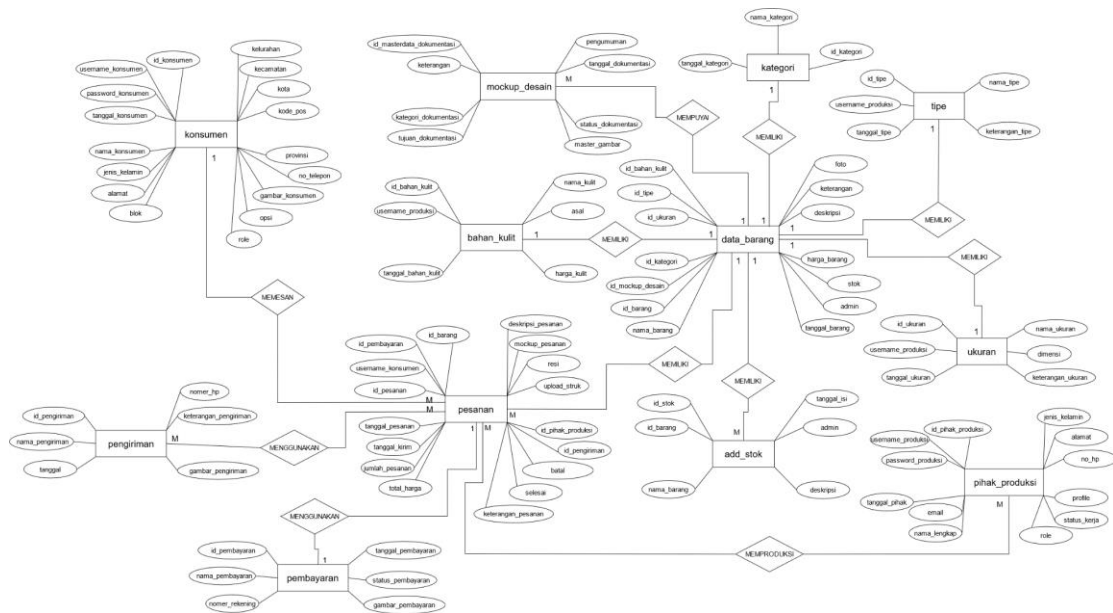 id_konsumen
username_konsumen
password_konsumen
tanggal_konsumen
kelurahan
kecamatan
kota
kode_pos
konsumen
1
nama_konsumen
jenis_kelamin
alamat
blok
provinsi
no_telepon
gambar_konsumen
opsi
role
MEMESAN
id_masterdata_dokumentasi
keterangan
pengumuman
tanggal_dokumentasi
M
mockup_desain
kategori_dokumentasi
tujuan_dokumentasi
status_dokumentasi
master_gambar
MEMPUYAI
nama_kategori
tanggal_kategori
id_kategori
kategori
1
MEMILIKI
id_tipe
username_produksi
tanggal_tipe
nama_tipe
keterangan_tipe
tipe
1
MEMILIKI
id_bahan_kulit
username_produksi
tanggal_bahan_kulit
nama_kulit
asal
harga_kulit
bahan_kulit
1
MEMILIKI
1
id_bahan_kulit
id_tipe
id_ukuran
foto
keterangan
deskripsi
1
1
1
data_barang
1
1
1
1
id_kategori
id_mockup_desain
id_barang
nama_barang
harga_barang
stok
admin
tanggal_barang
MEMILIKI
1
id_ukuran
username_produksi
tanggal_ukuran
nama_ukuran
dimensi
keterangan_ukuran
ukuran
id_barang
id_pembayaran
username_konsumen
id_pesanan
deskripsi_pesanan
mockup_pesanan
resi
upload_struk
M
M
pesanan
M
1
M
tanggal_pesanan
tanggal_kirim
jumlah_pesanan
total_harga
id_pihak_produksi
id_pengiriman
batal
selesai
keterangan_pesanan
MEMILIKI
MEMILIKI
M
id_stok
id_barang
nama_barang
tanggal_isi
admin
deskripsi
add_stok
nomer_hp
id_pengiriman
keterangan_pengiriman
pengiriman
M
nama_pengiriman
tanggal
gambar_pengiriman
MENGGUNAKAN
MENGGUNAKAN
1
id_pembayaran
nama_pembayaran
nomer_rekening
tanggal_pembayaran
status_pembayaran
gambar_pembayaran
pembayaran
id_pihak_produksi
username_produksi
password_produksi
jenis_kelamin
alamat
no_hp
pihak_produksi
M
tanggal_pihak
email
nama_lengkap
profile
status_kerja
role
MEMPRODUKSI